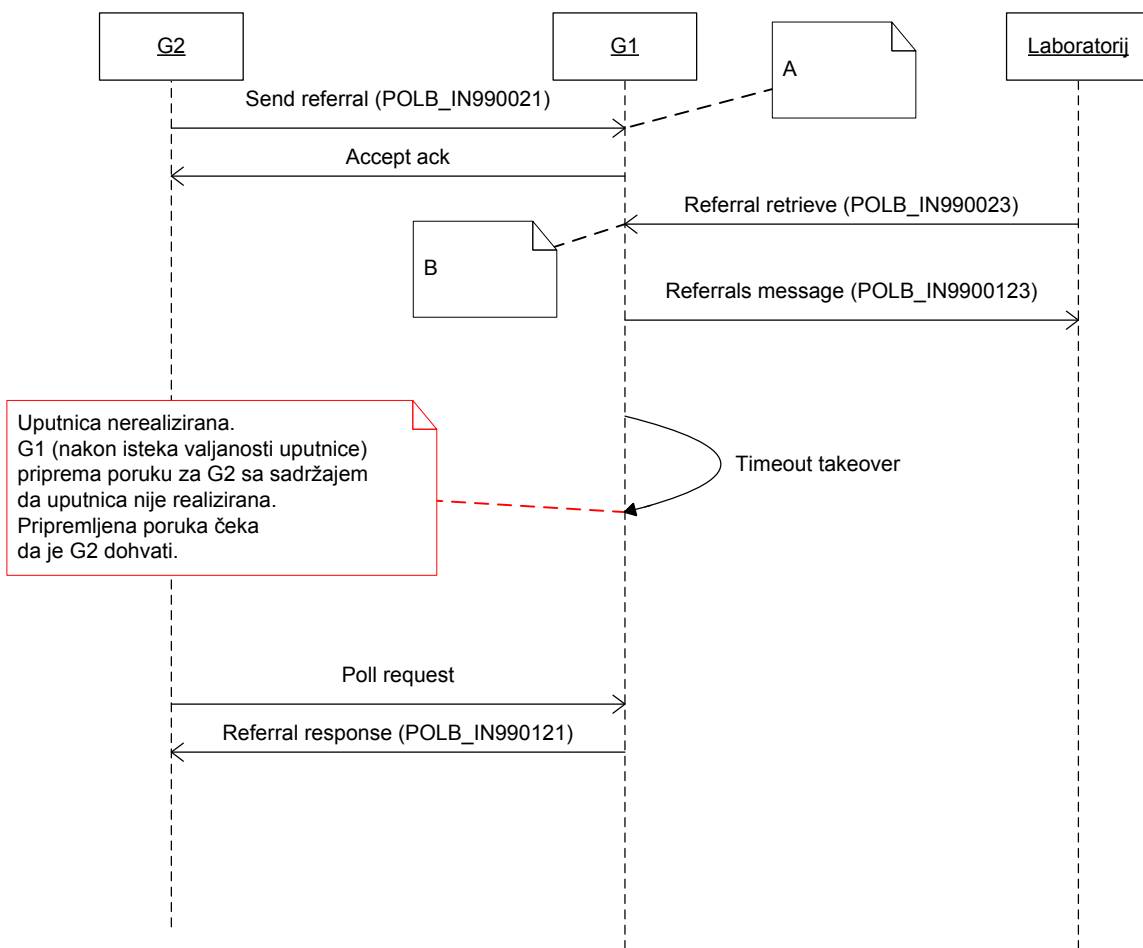 G2
G1
Laboratorij
A
Send referral (POLB_IN990021)
Accept ack
Referral retrieve (POLB_IN990023)
B
Referrals message (POLB_IN9900123)
Uputnica nerealizirana.
G1 (nakon isteka valjanosti uputnice)
priprema poruku za G2 sa sadržajem
da uputnica nije realizirana.
Pripremljena poruka čeka
da je G2 dohvati.
Timeout takeover
Poll request
Referral response (POLB_IN990121)